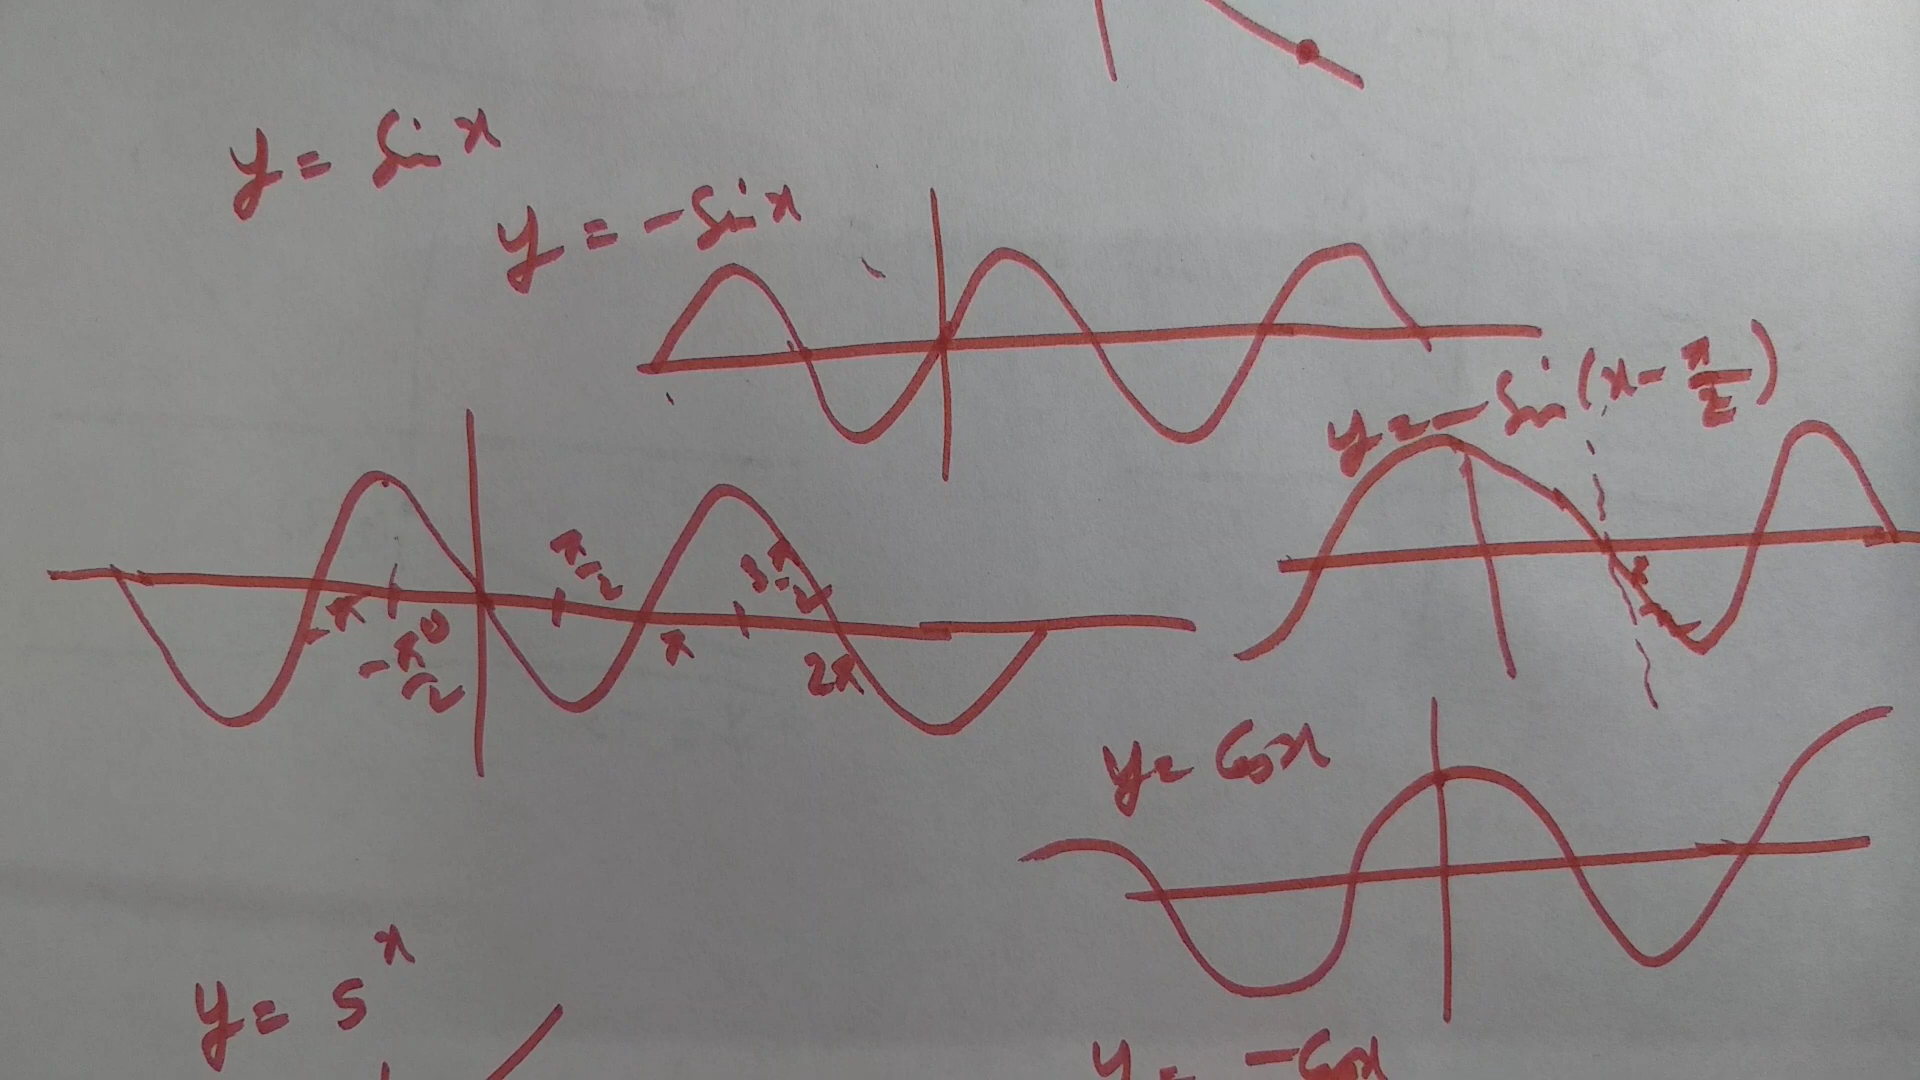 y = sin x
y = -sin x
y = -sin(x - π/2)
-π
-π/2
π/2
π
3π/2
2π
y = cos x
y = 5^x
y = -cos x